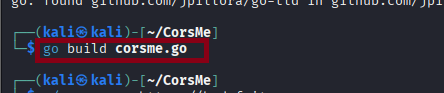 go: found github.com/jpillora/go-tld in github.com/jp
┌──(kali㉿kali)-[~/CorsMe]
└─$ go build corsme.go
┌──(kali㉿kali)-[~/CorsMe]